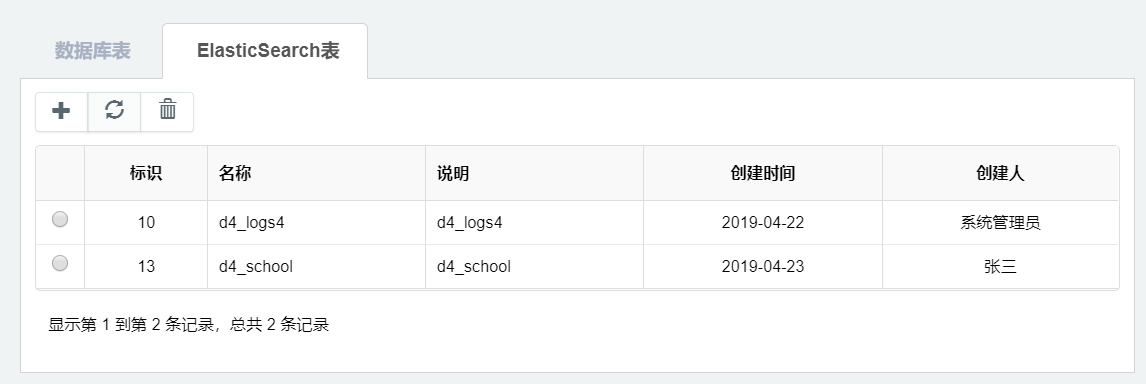 数据库表 ElasticSearch表
标识 名称 说明 创建时间 创建人
10 d4_logs4 d4_logs4 2019-04-22 系统管理员
13 d4_school d4_school 2019-04-23 张三
显示第 1 到第 2 条记录，总共 2 条记录